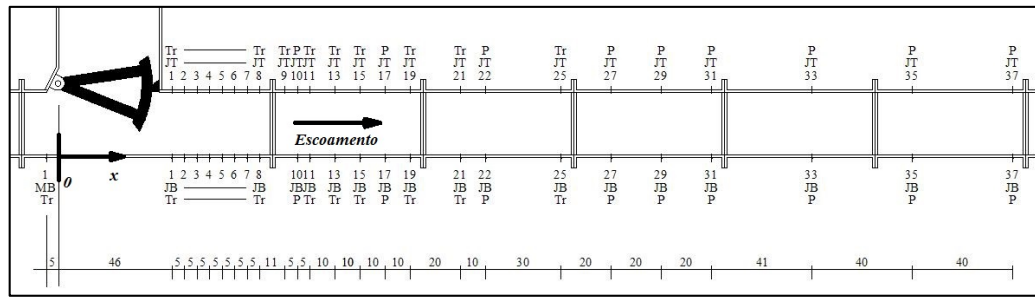 Tr Tr Tr P Tr Tr Tr P Tr Tr P Tr P P P P P P
JT JT JT JT JT JT JT JT JT JT JT JT JT JT JT JT JT JT
1 2 3 4 5 6 7 8 9 10 11 13 15 17 19 21 22 25 27 29 31 33 35 37
Escoamento
0 x
1 1 2 3 4 5 6 7 8 10 11 13 15 17 19 21 22 25 27 29 31 33 35 37
MB JB JB JB JB JB JB JB JB JB JB JB JB JB JB JB JB JB
Tr Tr Tr P Tr Tr Tr P Tr Tr P Tr P P P P P P
5 46 5 5 5 5 5 5 5 11 5 5 10 10 10 10 20 10 30 20 20 20 41 40 40